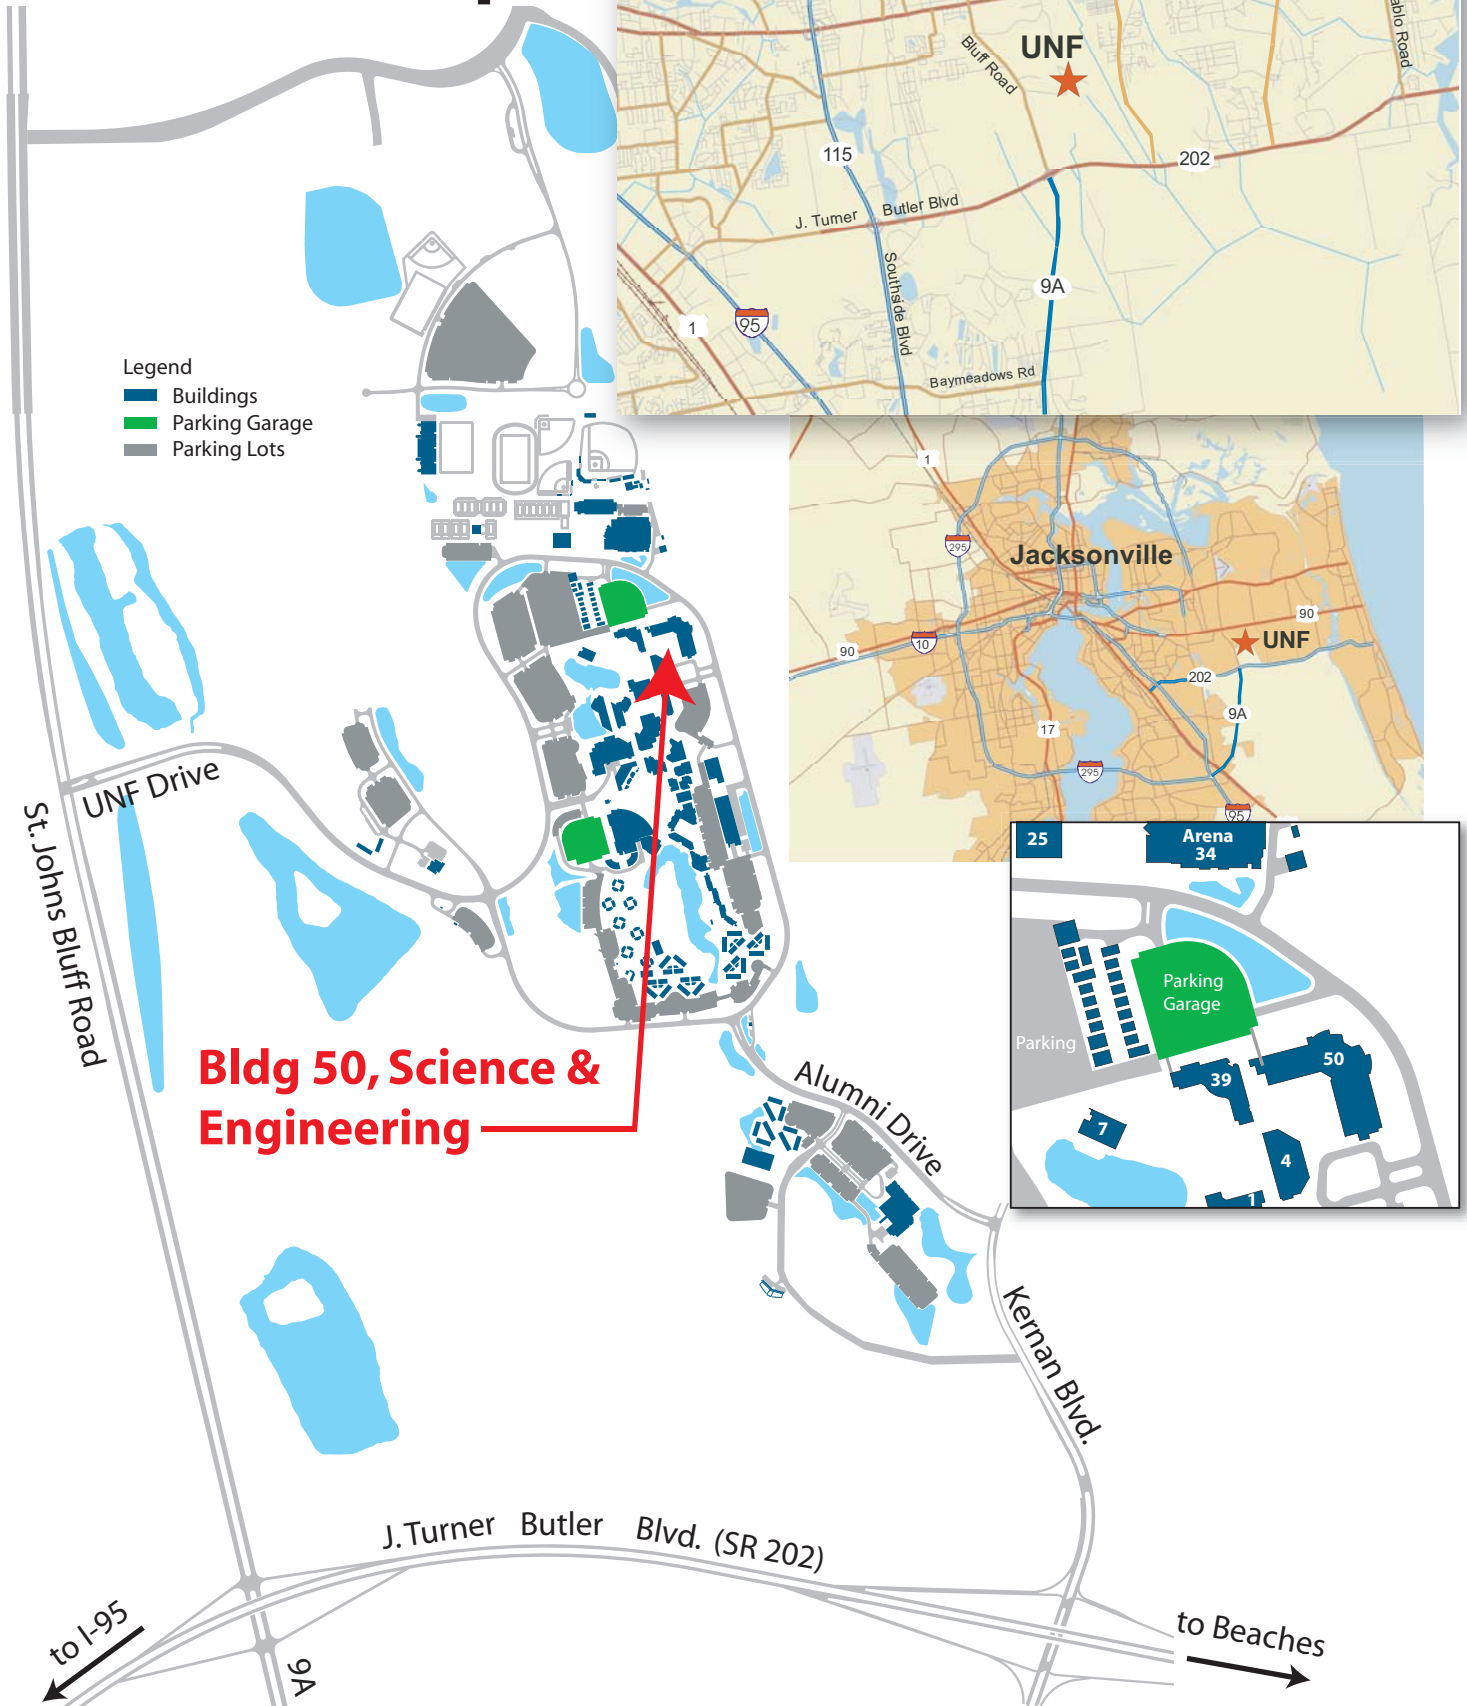 Bluff Road
UNF
ablo Road
115
202
J. Turner Butler Blvd
Southside Blvd
9A
1
95
Baymeadows Rd
Legend
Buildings
Parking Garage
Parking Lots
1
295
Jacksonville
90
10
90
UNF
202
9A
17
295
95
UNF Drive
St. Johns Bluff Road
25
Arena
34
Parking
Garage
Parking
50
39
7
4
1
Bldg 50, Science &
Engineering
Alumni Drive
Kernan Blvd.
J. Turner Butler Blvd. (SR 202)
to I-95
9A
to Beaches